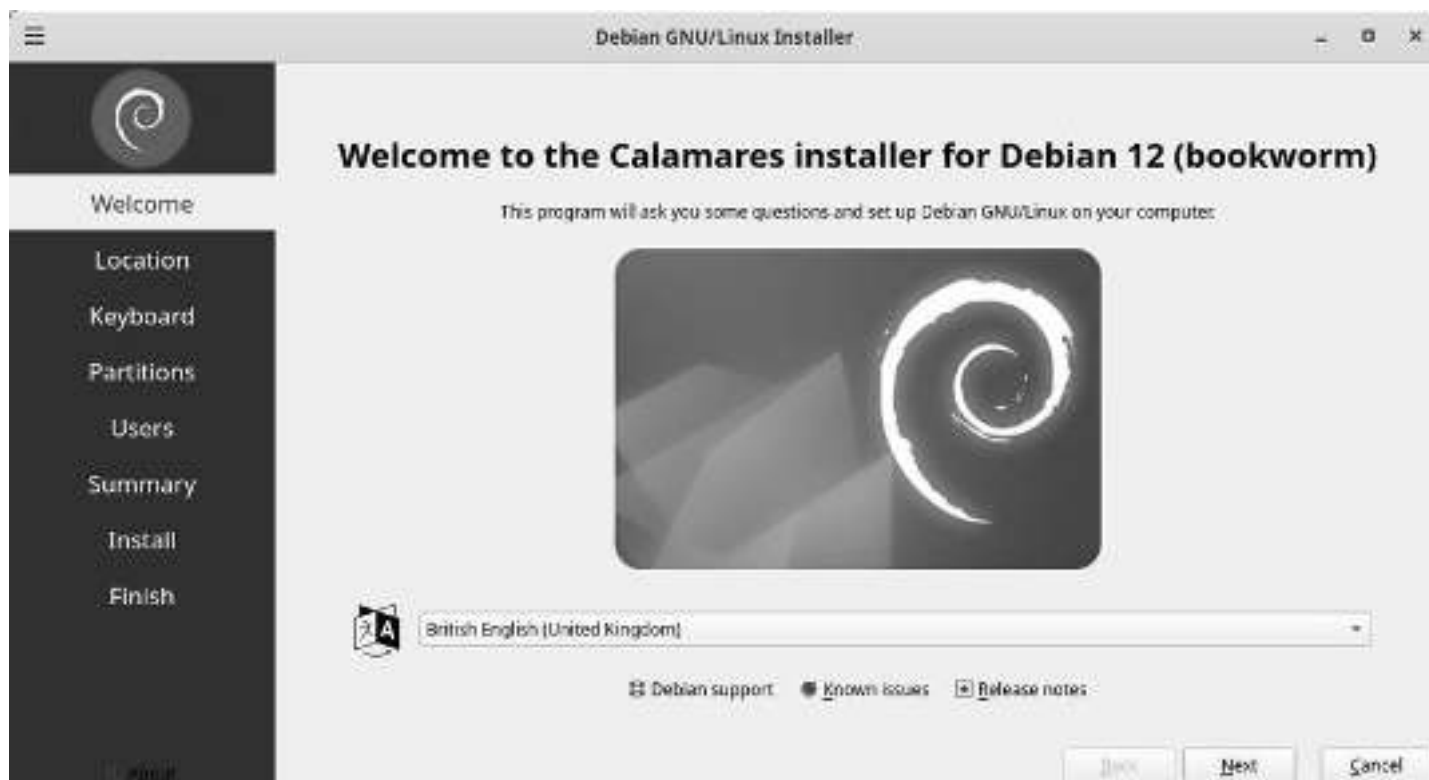 Debian GNU/Linux Installer
Welcome to the Calamares installer for Debian 12 (bookworm)
This program will ask you some questions and set up Debian GNU/Linux on your computer.
Welcome
Location
Keyboard
Partitions
Users
Summary
Install
Finish
British English (United Kingdom)
Debian support Known issues Release notes
About
Back Next Cancel